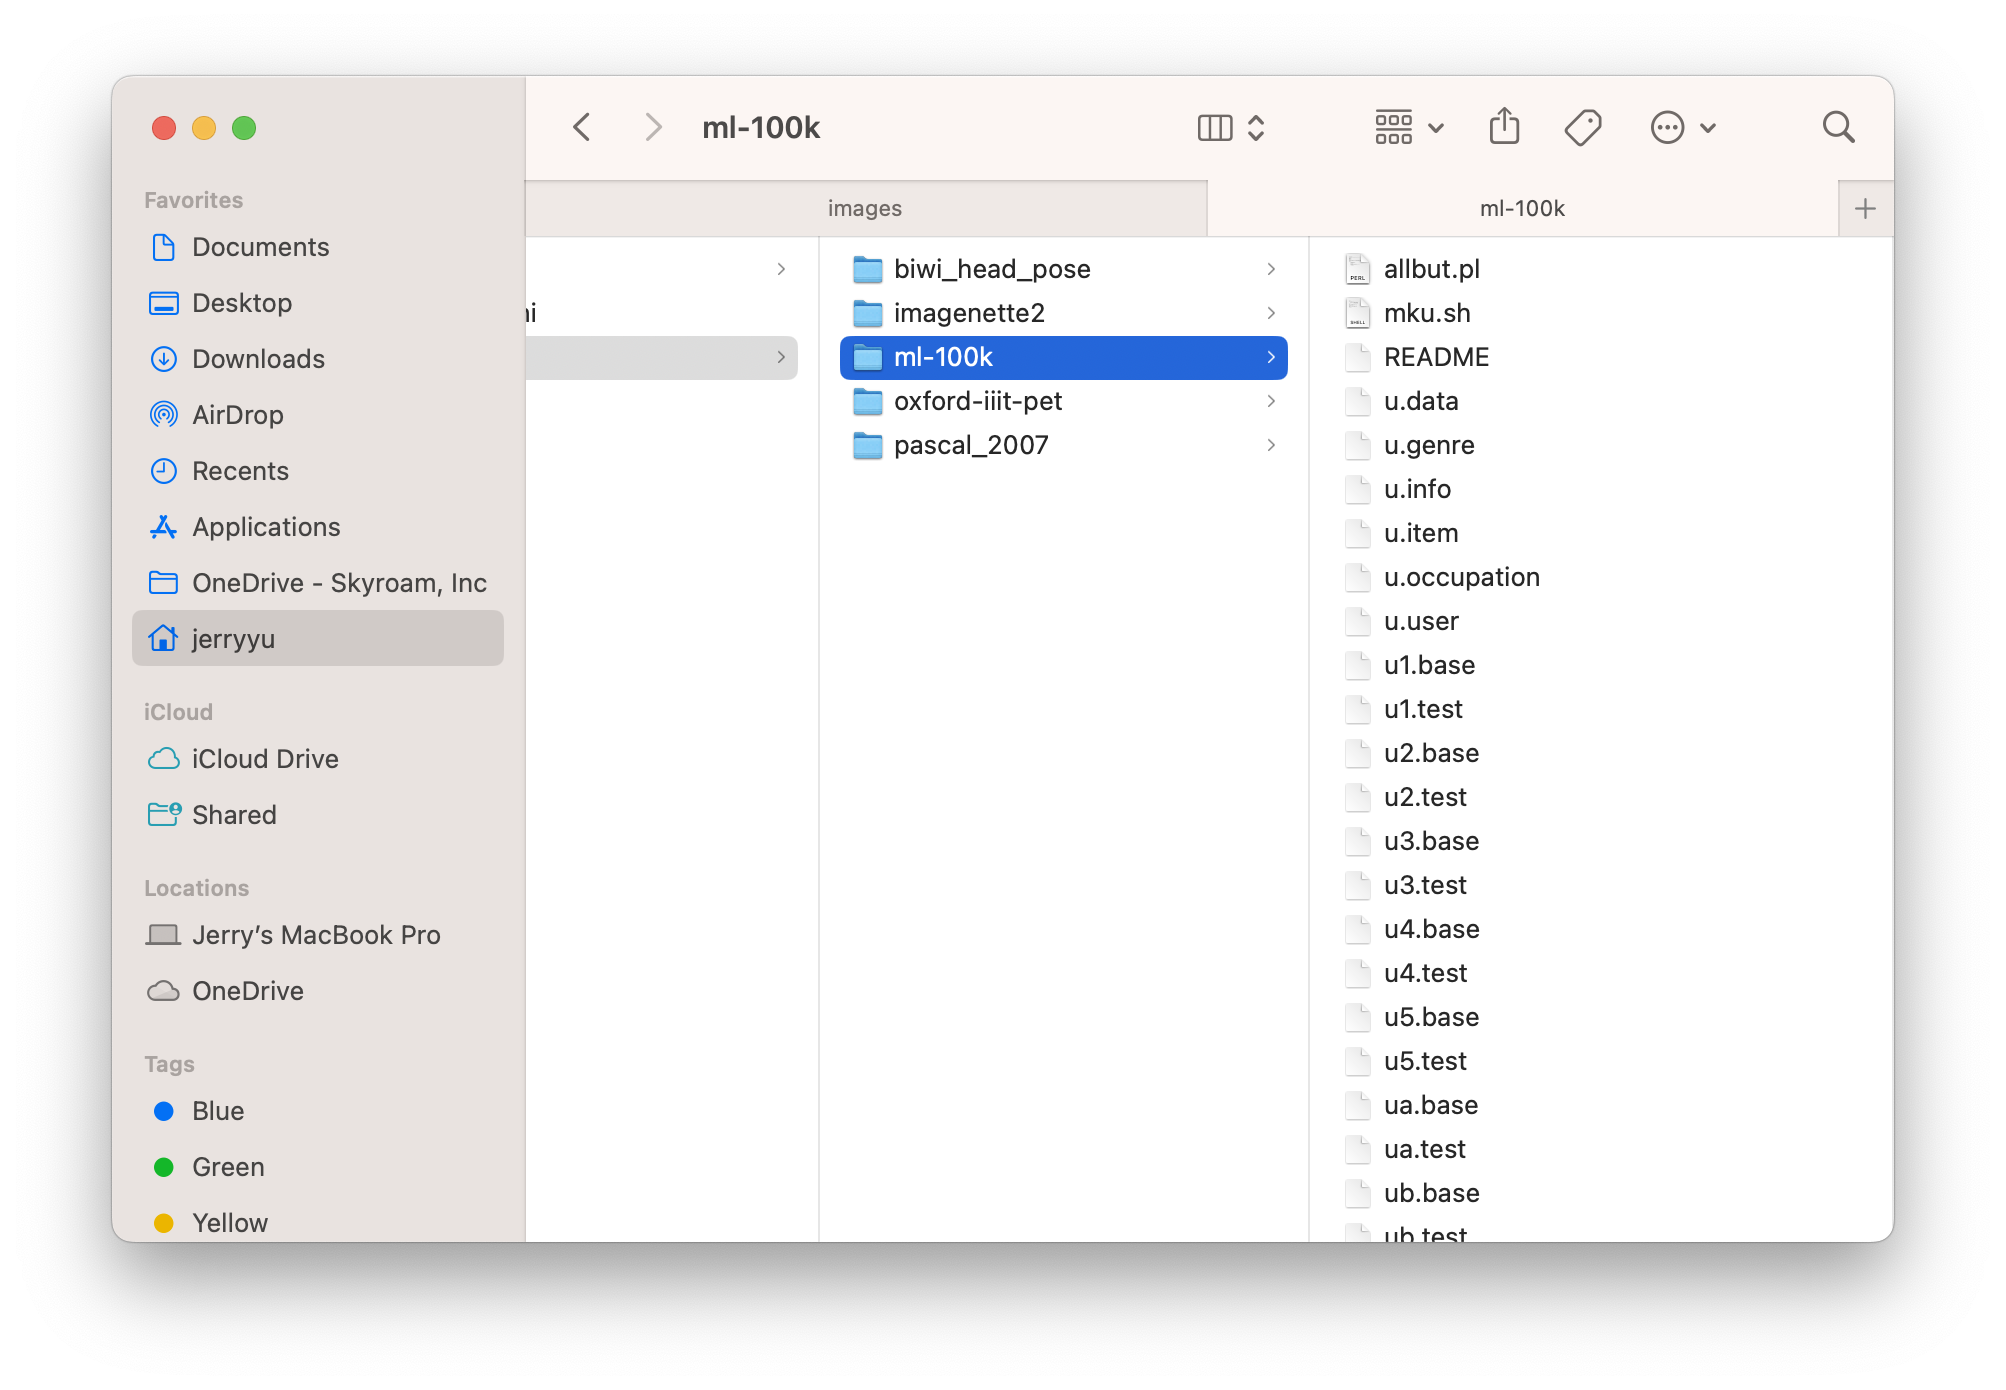 ml-100k
images
ml-100k
Favorites
Documents
Desktop
Downloads
AirDrop
Recents
Applications
OneDrive - Skyroam, Inc
jerryyu
iCloud
iCloud Drive
Shared
Locations
Jerry’s MacBook Pro
OneDrive
Tags
Blue
Green
Yellow
biwi_head_pose
imagenette2
ml-100k
oxford-iiit-pet
pascal_2007
allbut.pl
mku.sh
README
u.data
u.genre
u.info
u.item
u.occupation
u.user
u1.base
u1.test
u2.base
u2.test
u3.base
u3.test
u4.base
u4.test
u5.base
u5.test
ua.base
ua.test
ub.base
ub.test